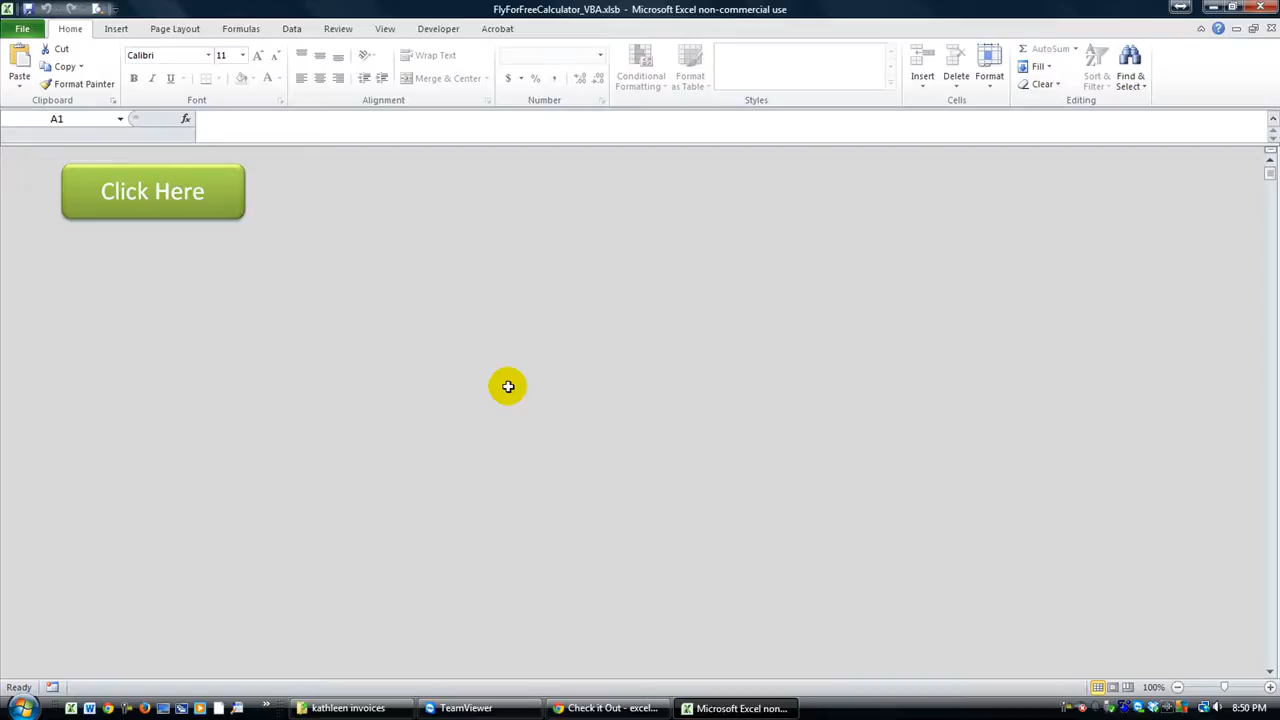 FlyForFreeCalculator_VBA.xlsb - Microsoft Excel non-commercial use
File Home Insert Page Layout Formulas Data Review View Developer Acrobat
Paste
Cut
Copy
Format Painter
Clipboard
Calibri 11
B I U
Font
Wrap Text
Merge & Center
Alignment
$ % ,
Number
Conditional Formatting
Format as Table
Styles
Insert
Delete
Format
Cells
Σ AutoSum
Fill
Clear
Sort & Filter
Find & Select
Editing
A1
fx
Click Here
Ready
100%
kathleen invoices
TeamViewer
Check it Out - excel...
Microsoft Excel non...
8:50 PM